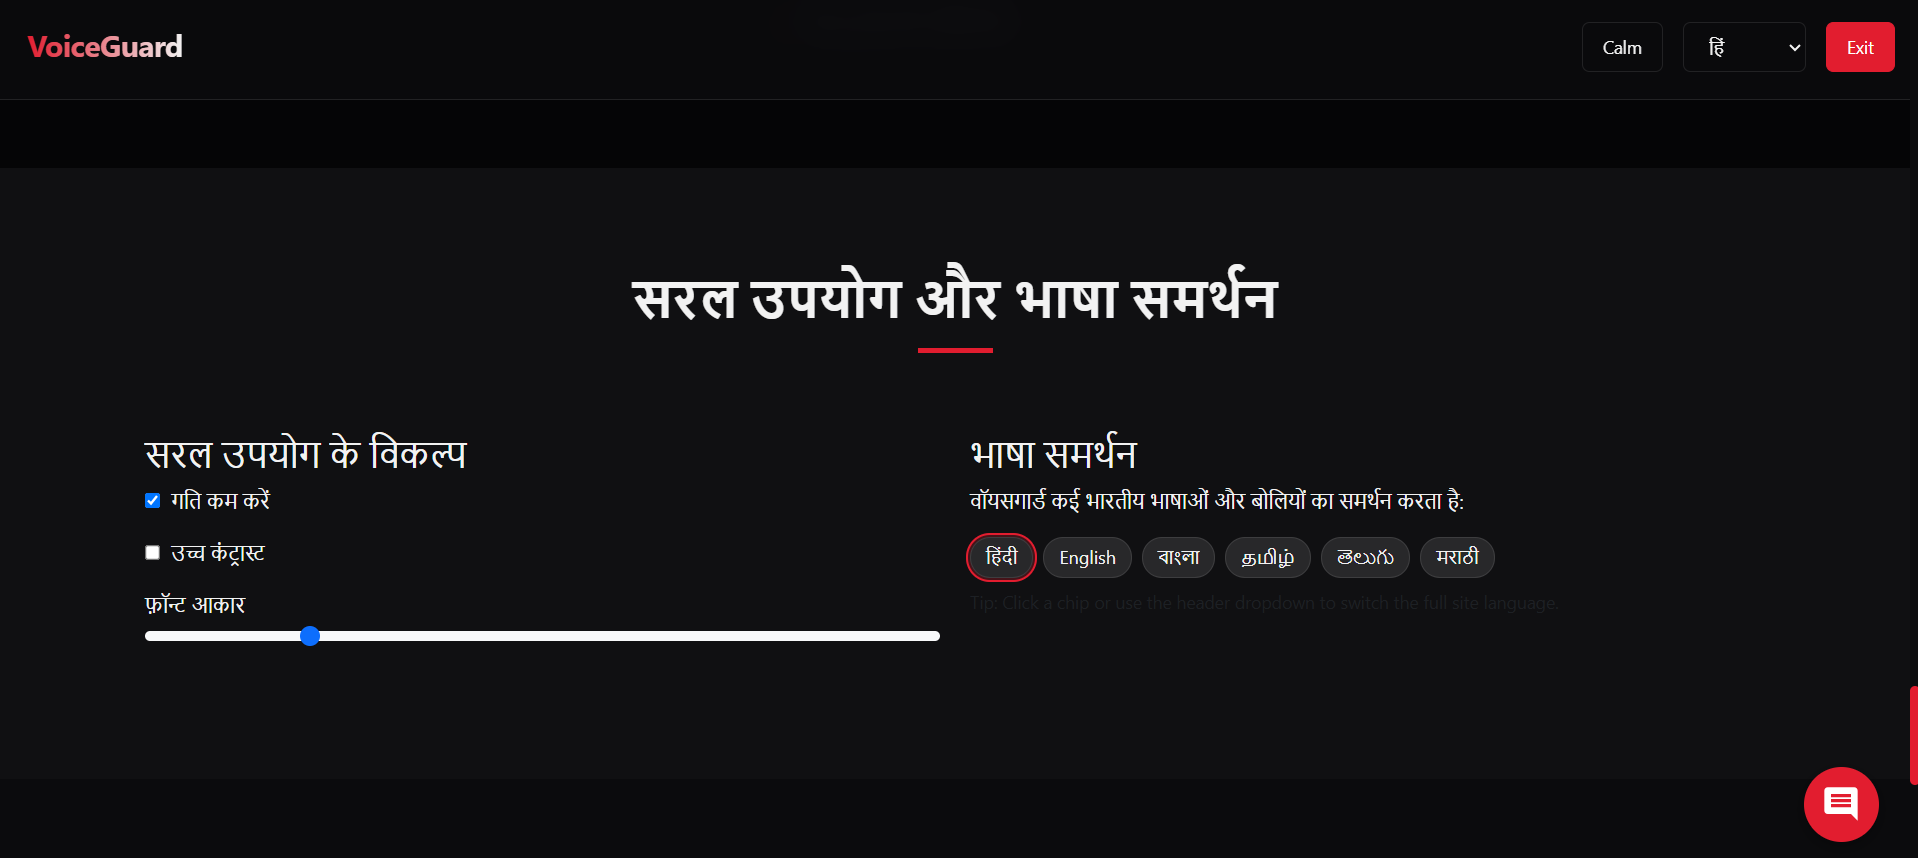 VoiceGuard
Calm
हिं
Exit
सरल उपयोग और भाषा समर्थन
सरल उपयोग के विकल्प
गति कम करें
उच्च कंट्रास्ट
फ़ॉन्ट आकार
भाषा समर्थन
वॉयसगार्ड कई भारतीय भाषाओं और बोलियों का समर्थन करता है:
हिंदी English বাংলা தமிழ் తెలుగు मराठी
Tip: Click a chip or use the header dropdown to switch the full site language.